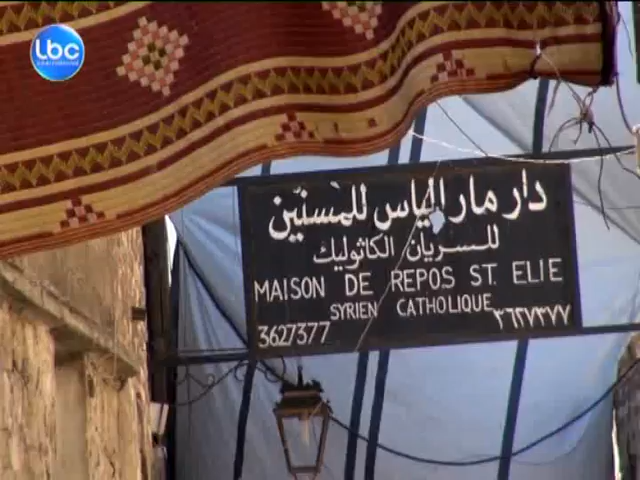 LBC
دار مار الياس للمسنين
للسريان الكاثوليك
MAISON DE REPOS ST. ELIE
SYRIEN CATHOLIQUE
3627377 ٣٦٢٧٣٧٧